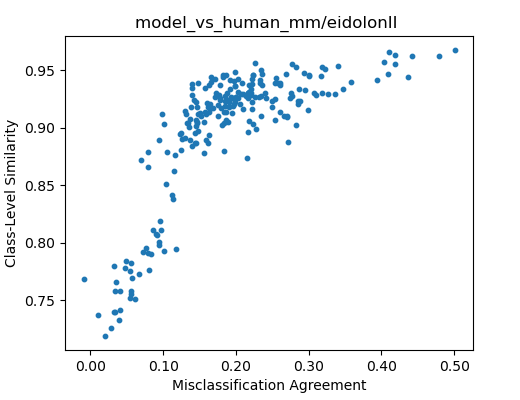 model_vs_human_mm/eidolonII
0.95
0.90
0.85
0.80
0.75
Class-Level Similarity
0.00 0.10 0.20 0.30 0.40 0.50
Misclassification Agreement